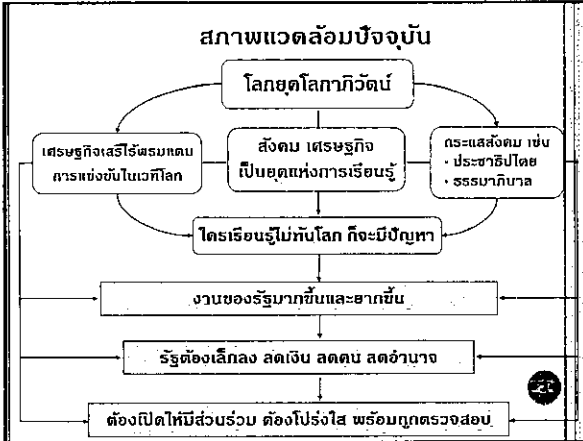 สภาพแวดล้อมปัจจุบัน
โลกยุคโลกาภิวัตน์
เศรษฐกิจเสรีไร้พรมแดน
การแข่งขันในเวทีโลก
สังคม เศรษฐกิจ
เป็นยุคแห่งการเรียนรู้
กระแสสังคม เช่น
• ประชาธิปไตย
• ธรรมาภิบาล
ใครเรียนรู้ไม่ทันโลก ก็จะมีปัญหา
งานของรัฐมากขึ้นและยากขึ้น
รัฐต้องเล็กลง ลดเงิน ลดคน ลดอำนาจ
ต้องเปิดให้มีส่วนร่วม ต้องโปร่งใส พร้อมถูกตรวจสอบ